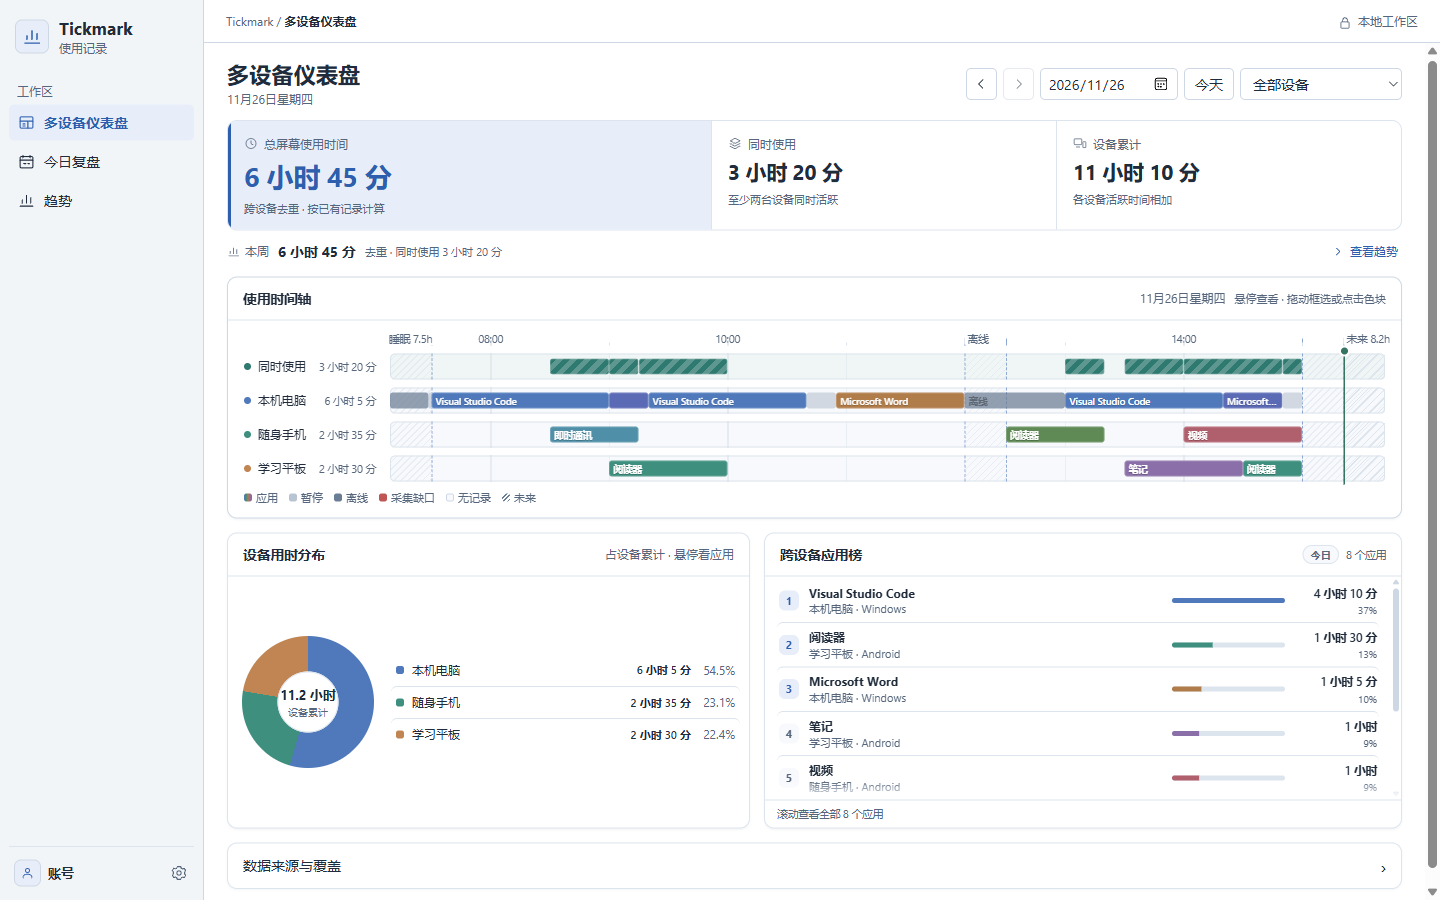 Tickmark
使用记录
工作区
多设备仪表盘
今日复盘
趋势
账号
Tickmark / 多设备仪表盘
本地工作区
多设备仪表盘
11月26日星期四
2026/11/26
今天
全部设备
总屏幕使用时间
6 小时 45 分
跨设备去重 · 按已有记录计算
同时使用
3 小时 20 分
至少两台设备同时活跃
设备累计
11 小时 10 分
各设备活跃时间相加
本周 6 小时 45 分 去重 · 同时使用 3 小时 20 分
查看趋势
使用时间轴
11月26日星期四 悬停查看 · 拖动框选或点击色块
睡眠 7.5h 08:00 10:00 离线 14:00 未来 8.2h
同时使用 3 小时 20 分
本机电脑 6 小时 5 分 Visual Studio Code Visual Studio Code Microsoft Word 离线 Visual Studio Code Microsoft...
随身手机 2 小时 35 分 即时通讯 阅读器 视频
学习平板 2 小时 30 分 阅读器 笔记 阅读器
应用 暂停 离线 采集缺口 无记录 未来
设备用时分布
占设备累计 · 悬停看应用
11.2 小时
设备累计
本机电脑 6 小时 5 分 54.5%
随身手机 2 小时 35 分 23.1%
学习平板 2 小时 30 分 22.4%
跨设备应用榜
今日 8 个应用
1 Visual Studio Code 4 小时 10 分
本机电脑 · Windows 37%
2 阅读器 1 小时 30 分
学习平板 · Android 13%
3 Microsoft Word 1 小时 5 分
本机电脑 · Windows 10%
4 笔记 1 小时
学习平板 · Android 9%
5 视频 1 小时
随身手机 · Android 9%
滚动查看全部 8 个应用
数据来源与覆盖